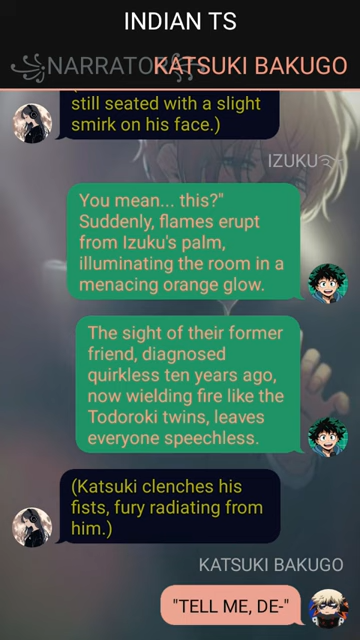 INDIAN TS
NARRATOR
KATSUKI BAKUGO
still seated with a slight
smirk on his face.)
IZUKU
You mean... this?"
Suddenly, flames erupt
from Izuku's palm,
illuminating the room in a
menacing orange glow.
The sight of their former
friend, diagnosed
quirkless ten years ago,
now wielding fire like the
Todoroki twins, leaves
everyone speechless.
(Katsuki clenches his
fists, fury radiating from
him.)
KATSUKI BAKUGO
"TELL ME, DE-"